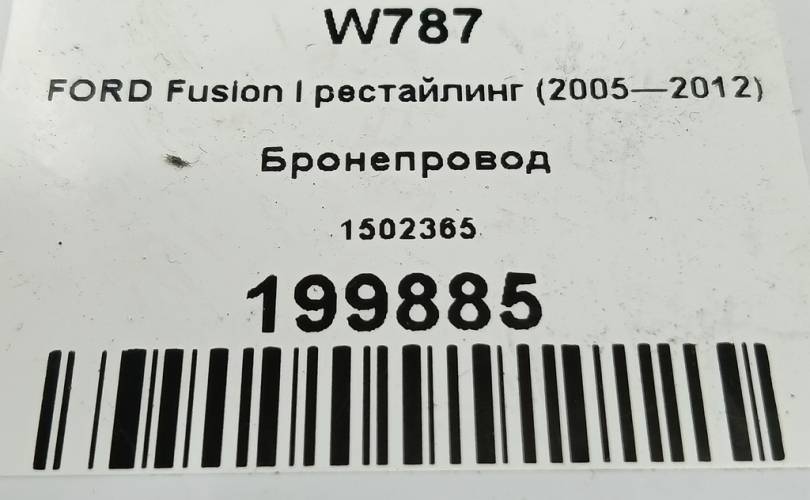 W787
FORD Fusion I рестайлинг (2005—2012)
Бронепровод
1502365
199885